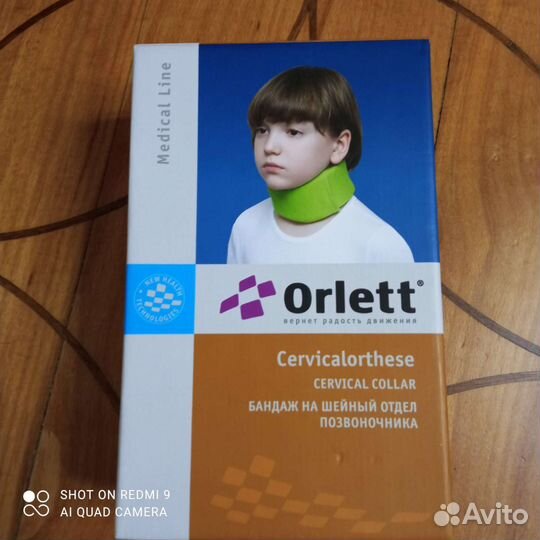 Medical Line
NEW HEALTH
TECHNOLOGIES
Orlett®
вернет радость движения
Cervicalorthese
CERVICAL COLLAR
БАНДАЖ НА ШЕЙНЫЙ ОТДЕЛ
ПОЗВОНОЧНИКА
SHOT ON REDMI 9
AI QUAD CAMERA
Avito